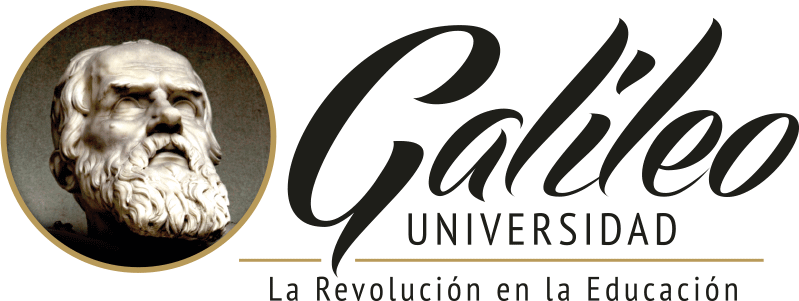 Galileo
UNIVERSIDAD
La Revolución en la Educación